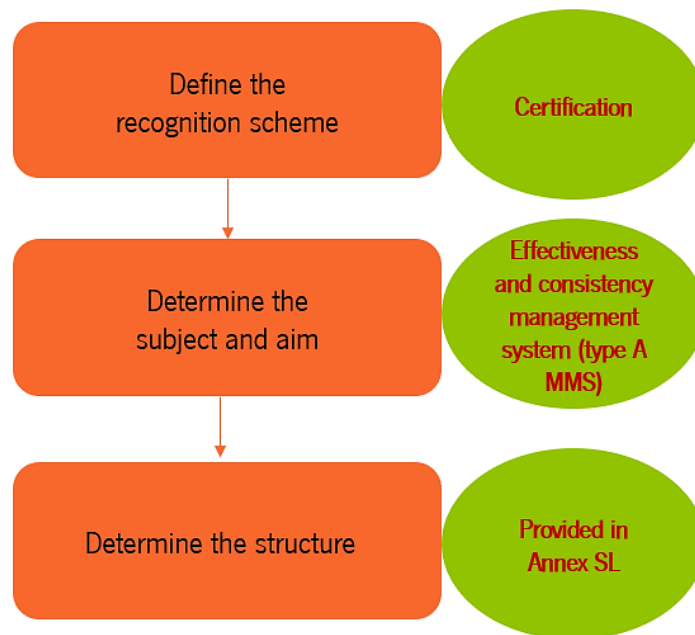 Define the
recognition scheme
Certification
Determine the
subject and aim
Effectiveness
and consistency
management
system (type A
MMS)
Determine the structure
Provided in
Annex SL